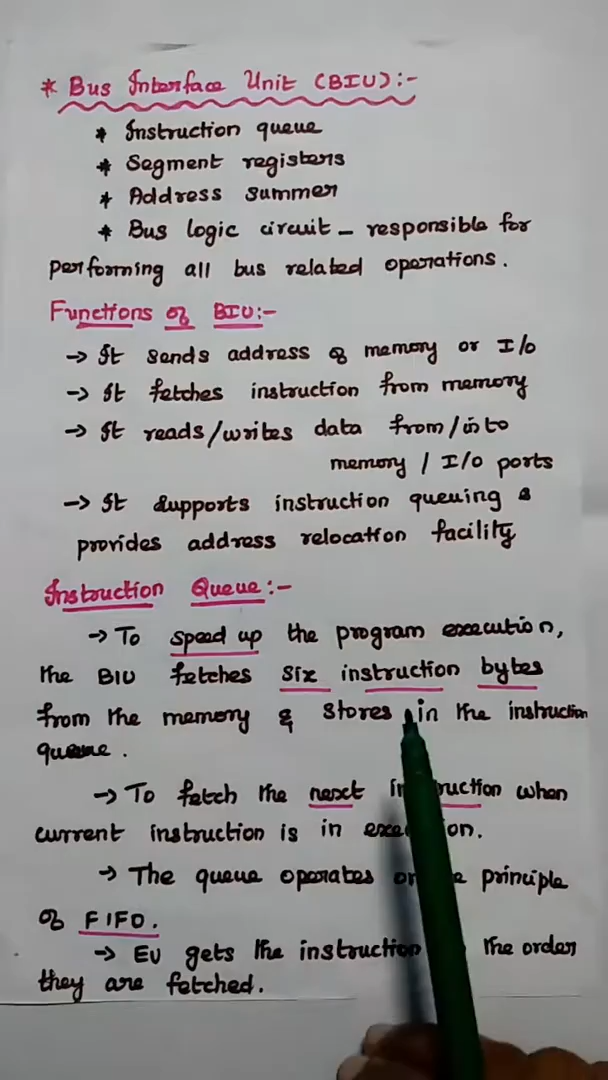 * Bus Interface Unit (BIU):-
* Instruction queue
* Segment registers
* Address summer
* Bus logic circuit - responsible for
performing all bus related operations.
Functions of BIU:-
→ It sends address of memory or I/O
→ It fetches instruction from memory
→ It reads/writes data from/into
memory / I/O ports
→ It supports instruction queuing &
provides address relocation facility
Instruction Queue:-
→ To speed up the program execution,
the BIU fetches six instruction bytes
from the memory & stores in the instruction
queue.
→ To fetch the next when
current instruction is in
→ The queue operates principle
of FIFO.
→ EU gets the instruction the order
they are fetched.